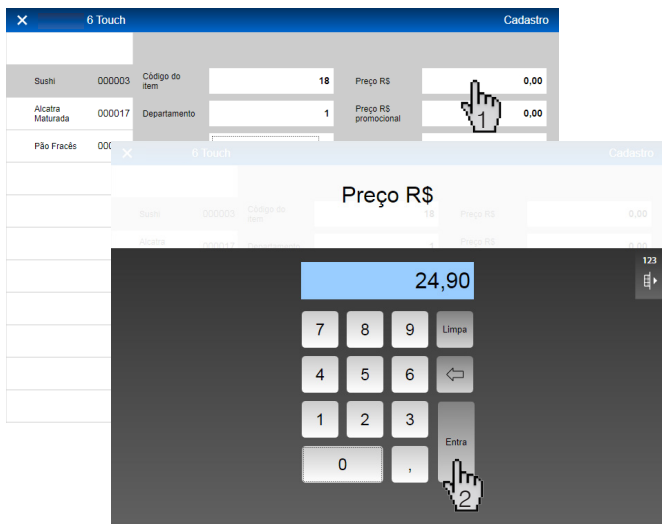 ✕ 6 Touch Cadastro
Sushi 000003 Código do item 18 Preço R$ 0,00
Alcatra Maturada 000017 Departamento 1 Preço R$ promocional 0,00
1
Pão Fracês
✕ 6 Touch Cadastro
Preço R$
Sushi 000003 Código do item 18 Preço R$ 0,00
Alcatra 000017 Departamento 1 Preço R$ 0,00
24,90
123
7 8 9 Limpa
4 5 6
1 2 3
Entra
0 ,
2